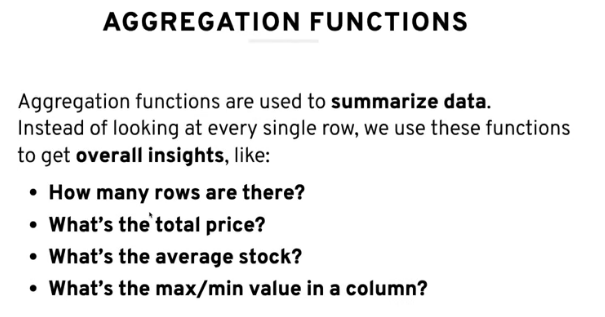 AGGREGATION FUNCTIONS
Aggregation functions are used to summarize data.
Instead of looking at every single row, we use these functions
to get overall insights, like:
• How many rows are there?
• What's the total price?
• What's the average stock?
• What's the max/min value in a column?